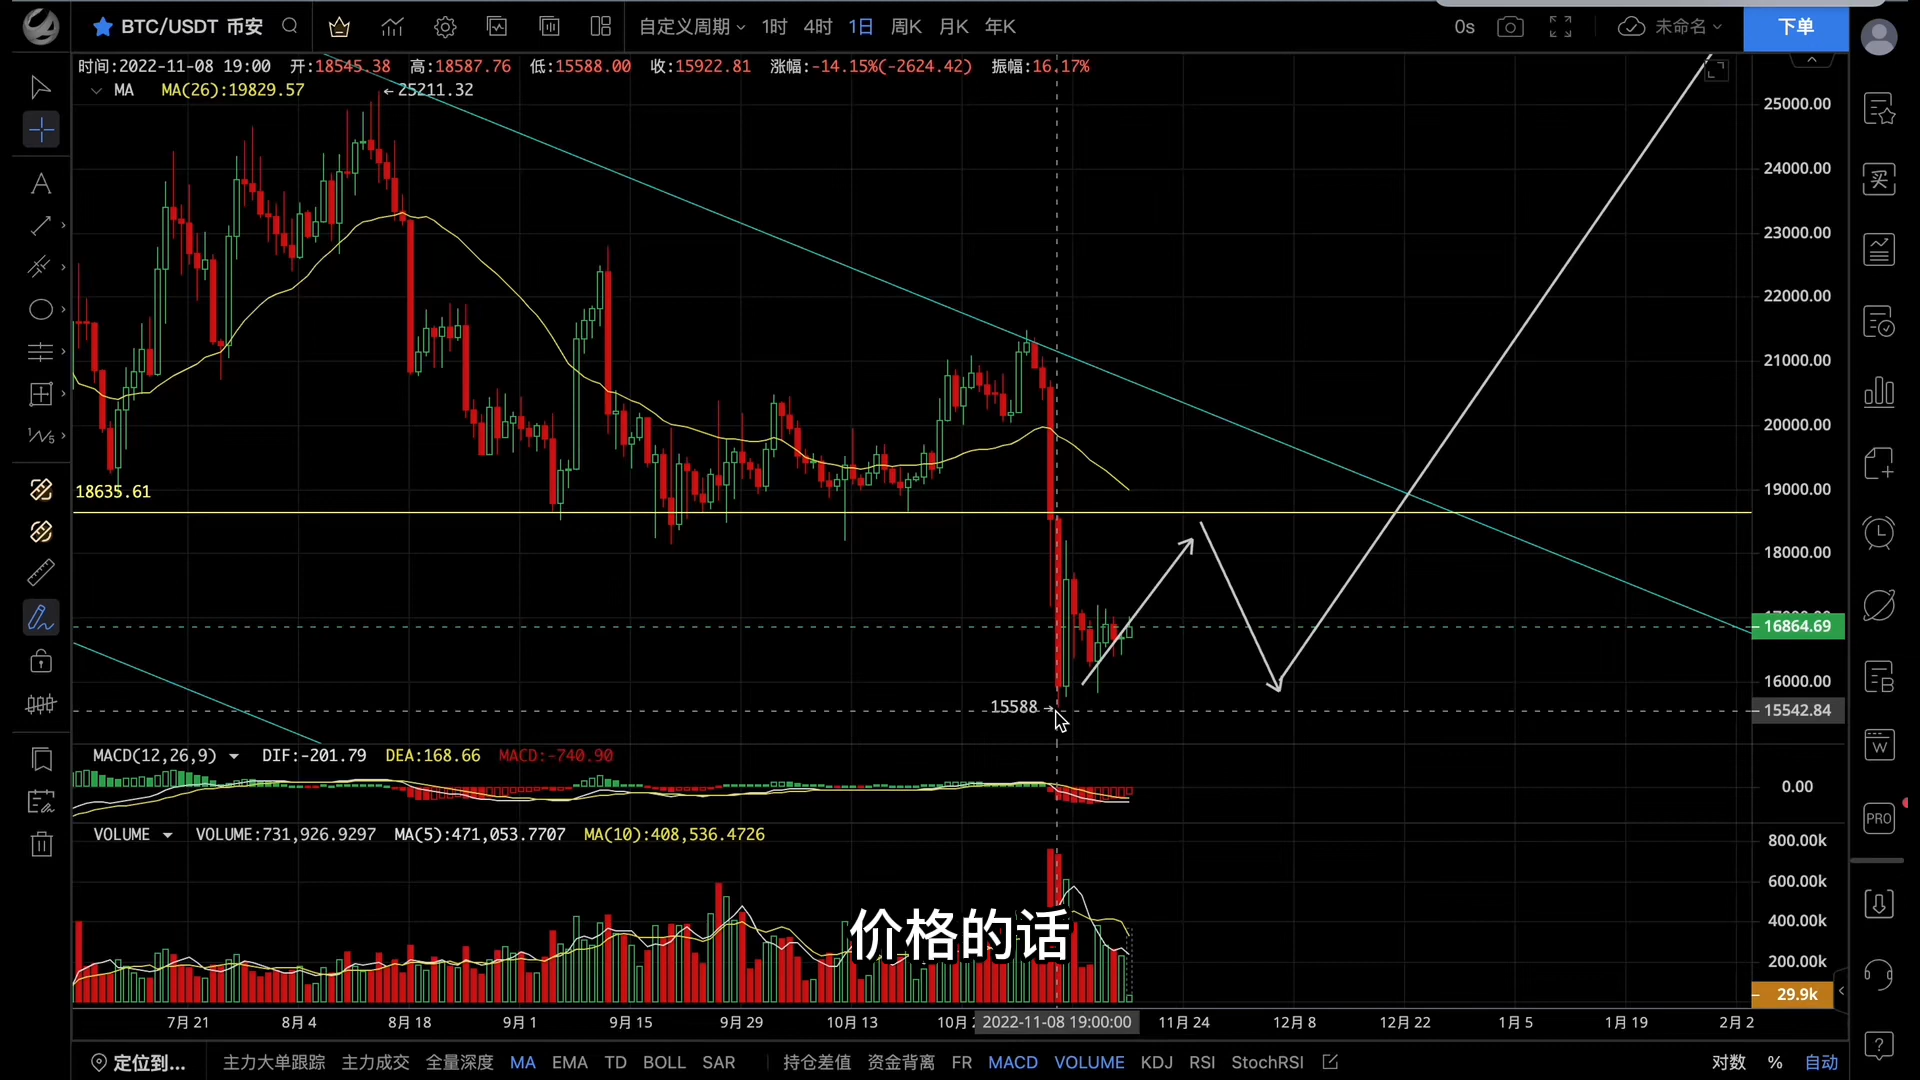 BTC/USDT 币安 自定义周期 1时 4时 1日 周K 月K 年K 0s 未命名 下单
时间:2022-11-08 19:00 开:18545.38 高:18587.76 低:15588.00 收:15922.81 涨幅:-14.15%(-2624.42) 振幅:16.17%
MA MA(26):19829.57
25211.32
25000.00
24000.00
23000.00
22000.00
21000.00
20000.00
19000.00
18635.61
18000.00
16864.69
16000.00
15588
15542.84
买
MACD(12,26,9) DIF:-201.79 DEA:168.66 MACD:-740.90
0.00
VOLUME VOLUME:731,926.9297 MA(5):471,053.7707 MA(10):408,536.4726
800.00k
600.00k
400.00k
200.00k
29.9k
PRO
价格的话
7月21 8月4 8月18 9月1 9月15 9月29 10月13 10月 2022-11-08 19:00:00 11月24 12月8 12月22 1月5 1月19 2月2
定位到... 主力大单跟踪 主力成交 全量深度 MA EMA TD BOLL SAR 持仓差值 资金背离 FR MACD VOLUME KDJ RSI StochRSI 对数 % 自动